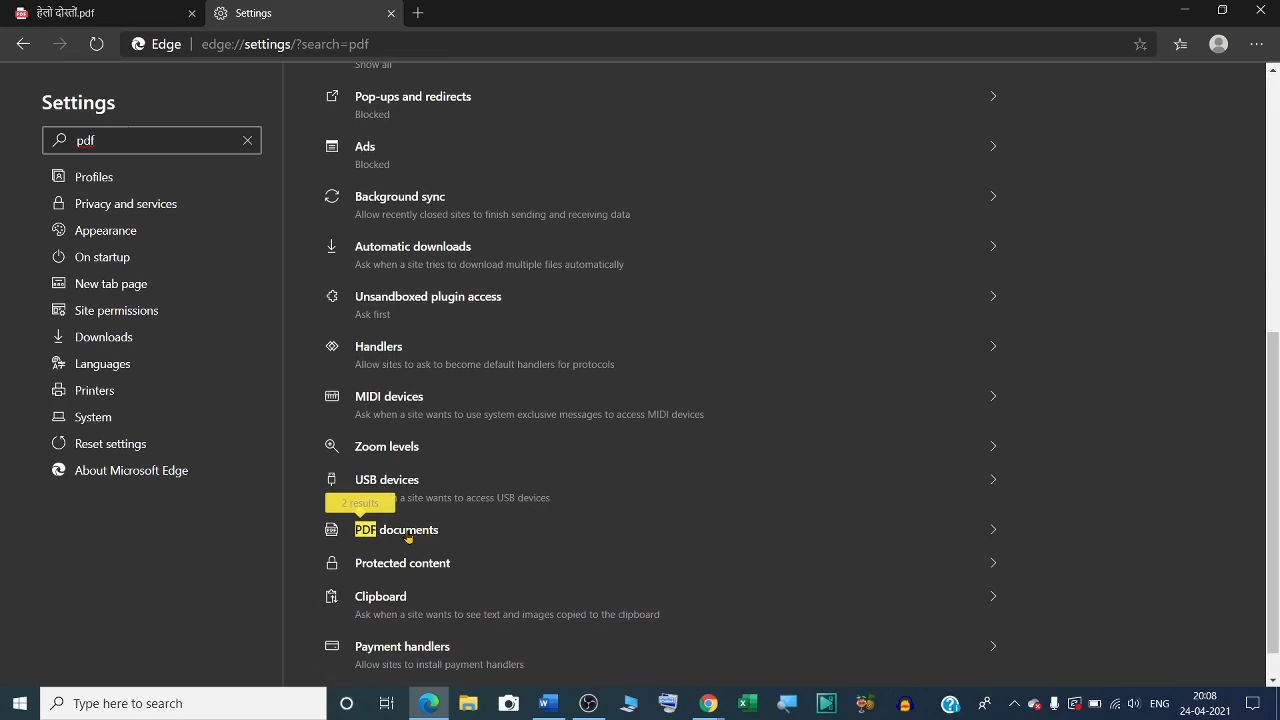 हेलो दोस्तों.pdf
Settings
Edge edge://settings/?search=pdf
Settings
pdf
Profiles
Privacy and services
Appearance
On startup
New tab page
Site permissions
Downloads
Languages
Printers
System
Reset settings
About Microsoft Edge
Show all
Pop-ups and redirects
Blocked
Ads
Blocked
Background sync
Allow recently closed sites to finish sending and receiving data
Automatic downloads
Ask when a site tries to download multiple files automatically
Unsandboxed plugin access
Ask first
Handlers
Allow sites to ask to become default handlers for protocols
MIDI devices
Ask when a site wants to use system exclusive messages to access MIDI devices
Zoom levels
USB devices
a site wants to access USB devices
2 results
PDF documents
Protected content
Clipboard
Ask when a site wants to see text and images copied to the clipboard
Payment handlers
Allow sites to install payment handlers
Type here to search
ENG
20:08
24-04-2021